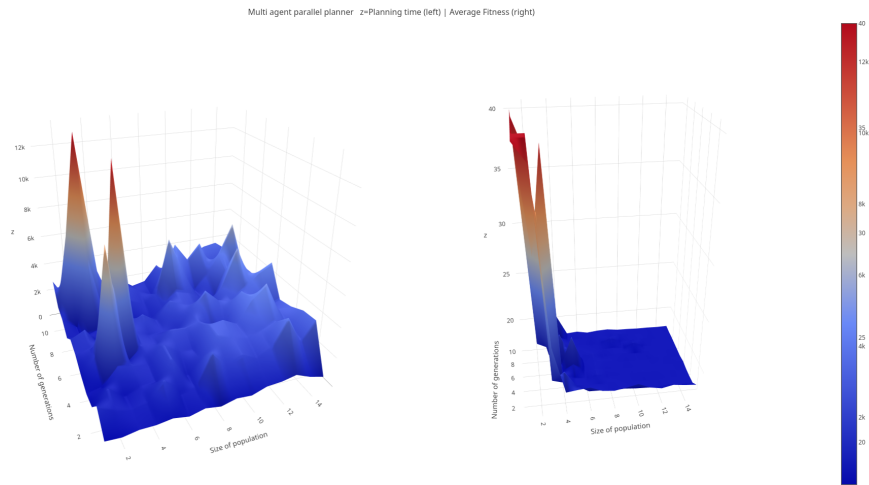 Multi agent parallel planner z=Planning time (left) | Average Fitness (right)
12k
10k
8k
6k
4k
2k
0
z
10
8
6
4
2
Number of generations
2
4
6
8
10
12
14
Size of population
40
35
30
25
20
z
10
8
6
4
2
Number of generations
2
4
6
8
10
12
14
Size of population
40
12k
35
10k
8k
30
6k
25
4k
2k
20